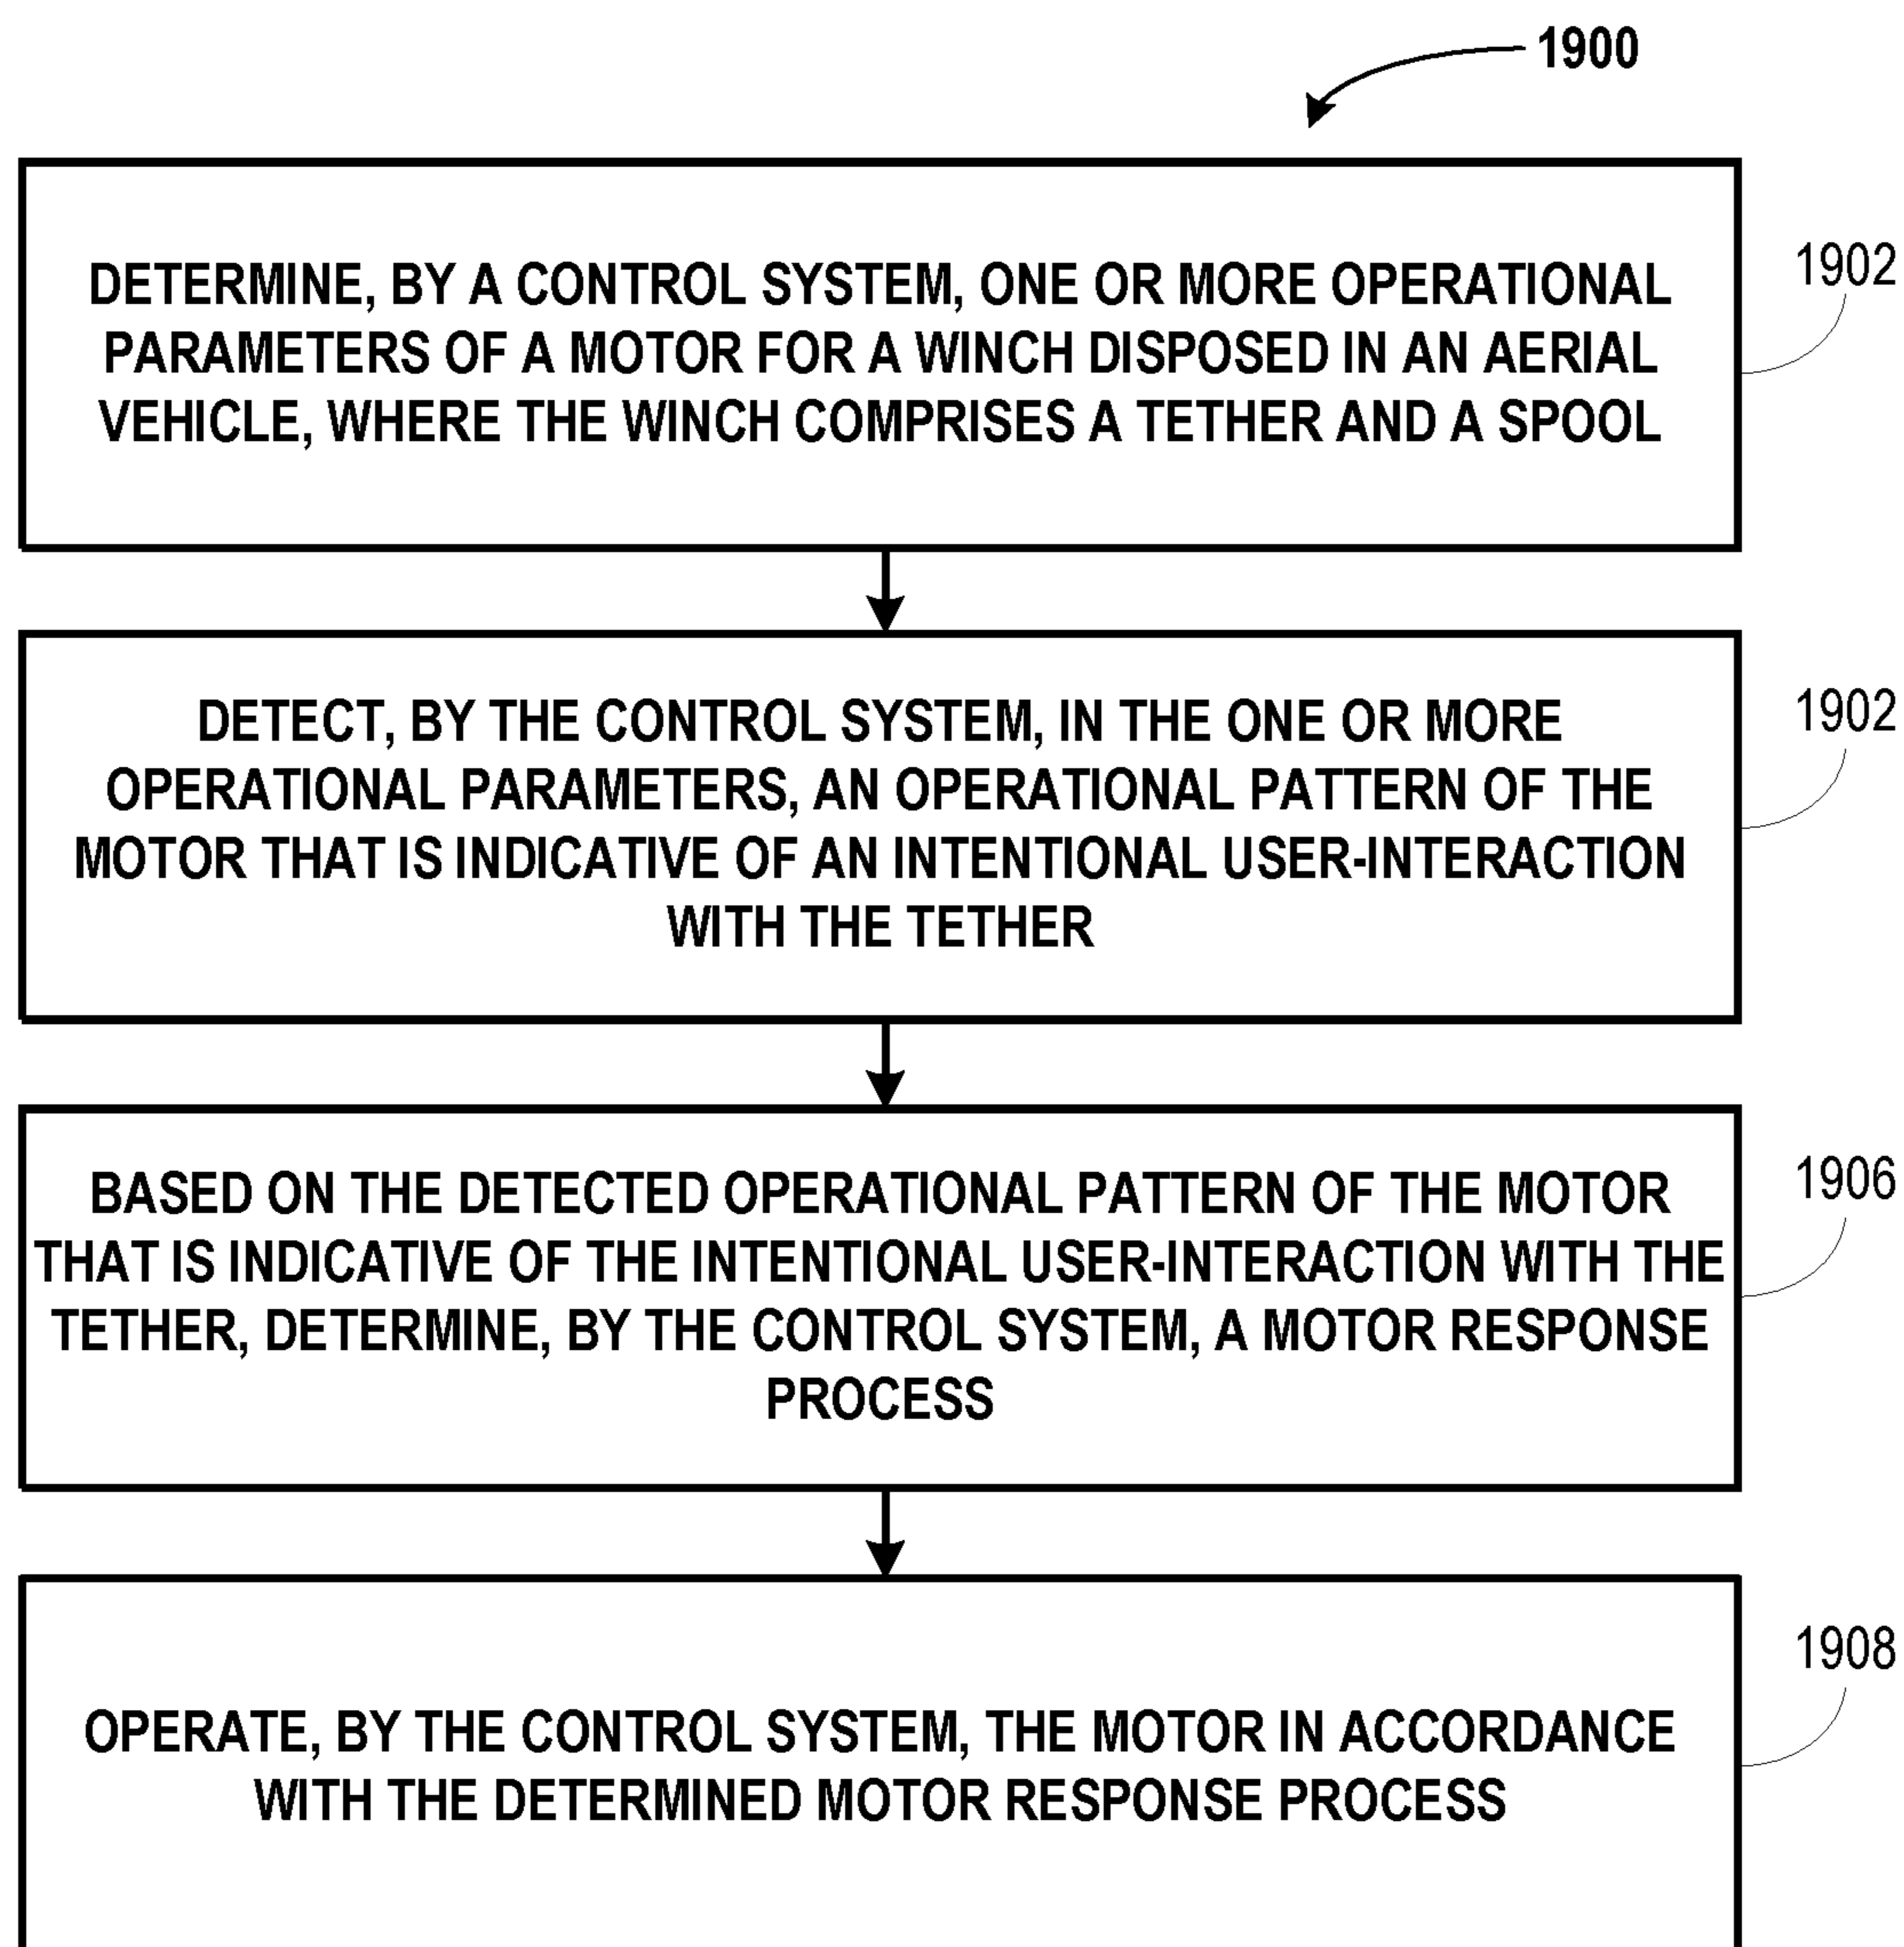 1900
DETERMINE, BY A CONTROL SYSTEM, ONE OR MORE OPERATIONAL
PARAMETERS OF A MOTOR FOR A WINCH DISPOSED IN AN AERIAL
VEHICLE, WHERE THE WINCH COMPRISES A TETHER AND A SPOOL
1902
DETECT, BY THE CONTROL SYSTEM, IN THE ONE OR MORE
OPERATIONAL PARAMETERS, AN OPERATIONAL PATTERN OF THE
MOTOR THAT IS INDICATIVE OF AN INTENTIONAL USER-INTERACTION
WITH THE TETHER
1902
BASED ON THE DETECTED OPERATIONAL PATTERN OF THE MOTOR
THAT IS INDICATIVE OF THE INTENTIONAL USER-INTERACTION WITH THE
TETHER, DETERMINE, BY THE CONTROL SYSTEM, A MOTOR RESPONSE
PROCESS
1906
OPERATE, BY THE CONTROL SYSTEM, THE MOTOR IN ACCORDANCE
WITH THE DETERMINED MOTOR RESPONSE PROCESS
1908